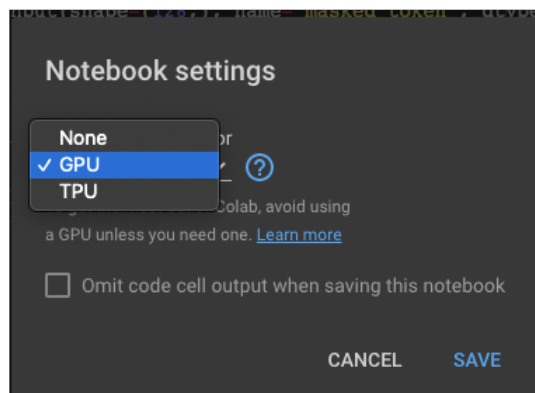 Notebook settings
None
GPU
TPU
Colab, avoid using
a GPU unless you need one. Learn more
Omit code cell output when saving this notebook
CANCEL SAVE